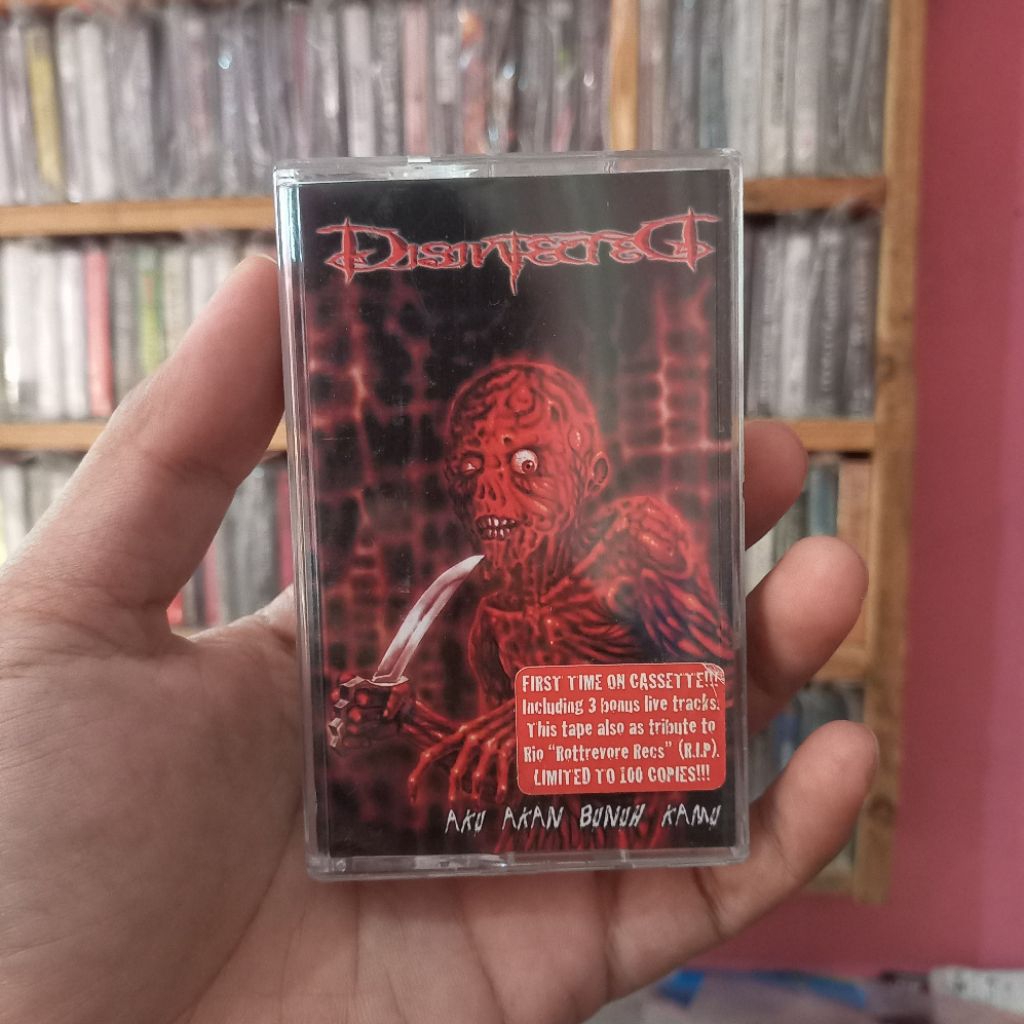 DISINFECTED
FIRST TIME ON CASSETTE!!!
Including 3 bonus live tracks.
This tape also as tribute to
Rio "Rottrevore Recs" (R.I.P).
LIMITED TO 100 COPIES!!!
AKU AKAN BUNUH KAMU